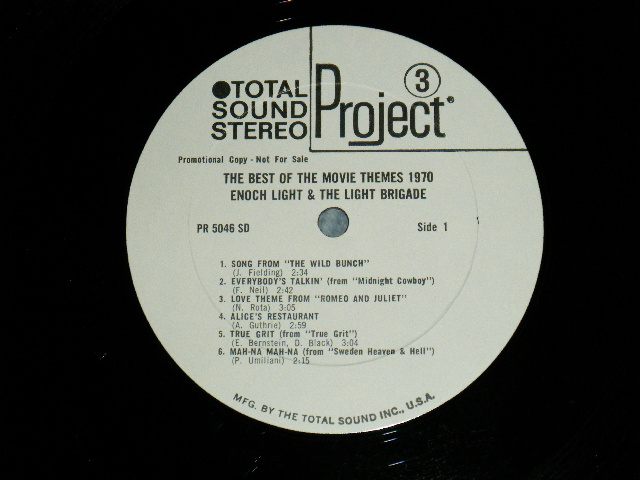 ●TOTAL
SOUND
STEREO
Project 3®
Promotional Copy - Not For Sale
THE BEST OF THE MOVIE THEMES 1970
ENOCH LIGHT & THE LIGHT BRIGADE
PR 5046 SD Side 1
1. SONG FROM "THE WILD BUNCH"
(J. Fielding) 2:34
2. EVERYBODY'S TALKIN' (from "Midnight Cowboy")
(F. Neil) 2:42
3. LOVE THEME FROM "ROMEO AND JULIET"
(N. Rota) 3:05
4. ALICE'S RESTAURANT
(A. Guthrie) 2:59
5. TRUE GRIT (from "True Grit")
(E. Bernstein, D. Black) 3:04
6. MAH-NA MAH-NA (from "Sweden Heaven & Hell")
(P. Umiliani) 2:15
MFG. BY THE TOTAL SOUND INC., U.S.A.